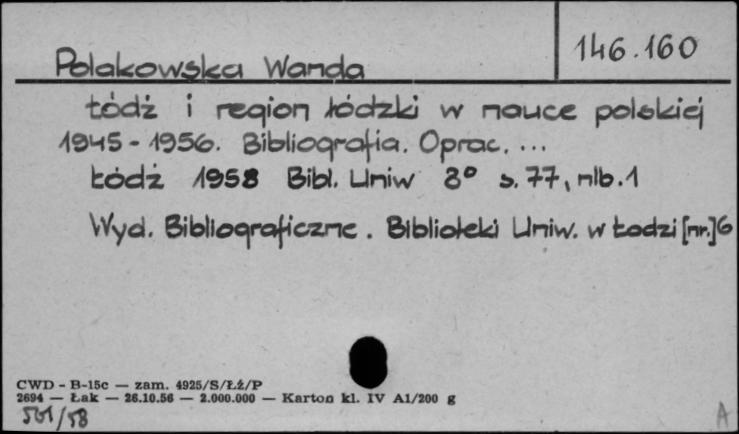 146.160
Polakowska Wanda
Łódź i region łódzki w nauce polskiej
1945-1956. Bibliografia. Oprac. ...
Łódź 1958 Bibl. Uniw 8° s. 77, nlb. 1
Wyd. Bibliograficzne. Biblioteki Uniw. w Łodzi [nr.] 6
CWD - B-15c — zam. 4925/S/Łź/P
2694 — Łak — 26.10.56 — 2.000.000 — Karton kl. IV A1/200 g
561/58
A